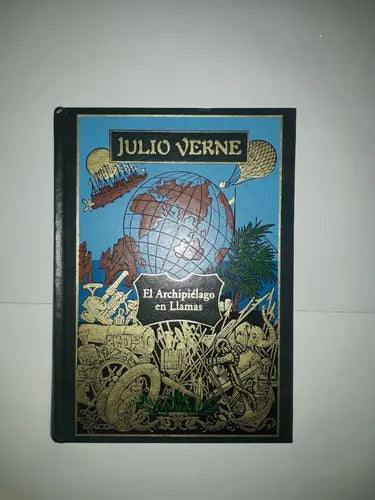 JULIO VERNE
El Archipiélago
en Llamas